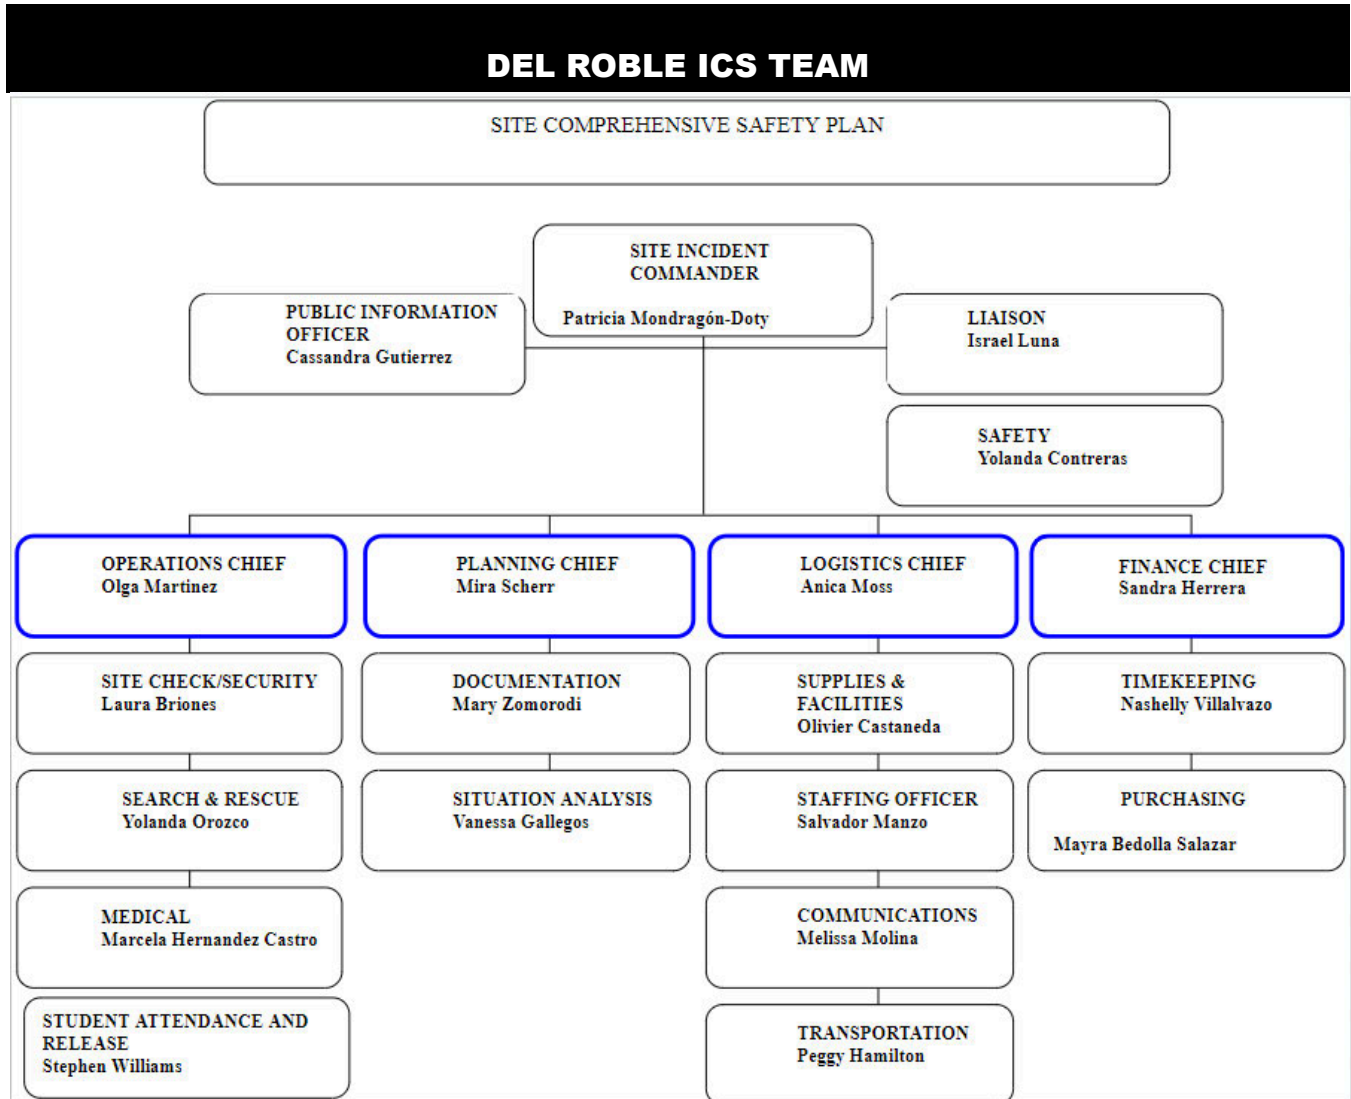 DEL ROBLE ICS TEAM
SITE COMPREHENSIVE SAFETY PLAN
SITE INCIDENT
COMMANDER
Patricia Mondragón-Doty
PUBLIC INFORMATION
OFFICER
Cassandra Gutierrez
LIAISON
Israel Luna
SAFETY
Yolanda Contreras
OPERATIONS CHIEF
Olga Martinez
PLANNING CHIEF
Mira Scherr
LOGISTICS CHIEF
Anica Moss
FINANCE CHIEF
Sandra Herrera
SITE CHECK/SECURITY
Laura Briones
DOCUMENTATION
Mary Zomorodi
SUPPLIES &
FACILITIES
Olivier Castaneda
TIMEKEEPING
Nashelly Villalvazo
SEARCH & RESCUE
Yolanda Orozco
SITUATION ANALYSIS
Vanessa Gallegos
STAFFING OFFICER
Salvador Manzo
PURCHASING
Mayra Bedolla Salazar
MEDICAL
Marcela Hernandez Castro
COMMUNICATIONS
Melissa Molina
STUDENT ATTENDANCE AND
RELEASE
Stephen Williams
TRANSPORTATION
Peggy Hamilton